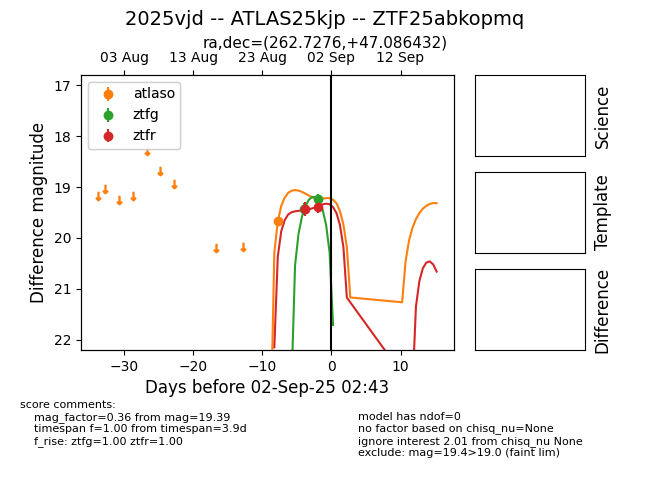 2025vjd -- ATLAS25kjp -- ZTF25abkopmq
ra,dec=(262.7276,+47.086432)
03 Aug 13 Aug 23 Aug 02 Sep 12 Sep
atlaso
ztfg
ztfr
17
18
19
20
21
22
Difference magnitude
−30 −20 −10 0 10
Days before 02-Sep-25 02:43
Science
Template
Difference
score comments:
mag_factor=0.36 from mag=19.39
timespan f=1.00 from timespan=3.9d
f_rise: ztfg=1.00 ztfr=1.00
model has ndof=0
no factor based on chisq_nu=None
ignore interest 2.01 from chisq_nu None
exclude: mag=19.4>19.0 (faint lim)